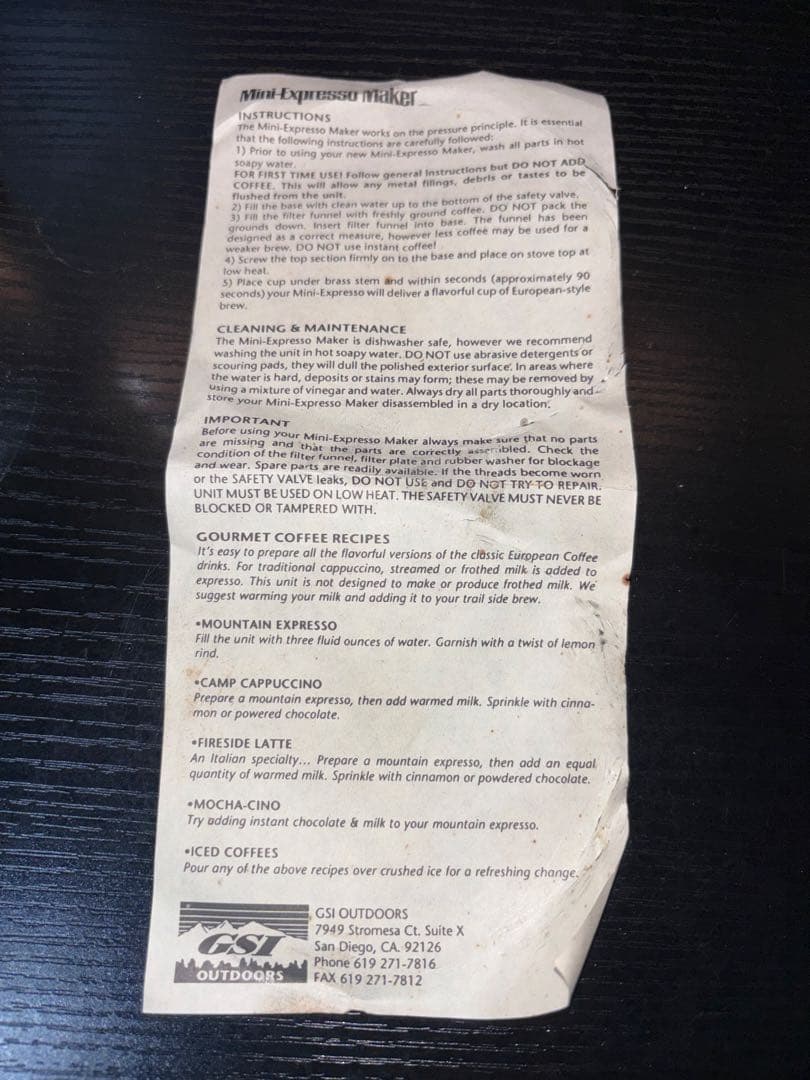 Mini-Expresso Maker
INSTRUCTIONS
The Mini-Expresso Maker works on the pressure principle. It is essential
that the following instructions are carefully followed:
1) Prior to using your new Mini-Expresso Maker, wash all parts in hot
soapy water.
FOR FIRST TIME USE! Follow general Instructions but DO NOT ADD
COFFEE. This will allow any metal filings, debris or tastes to be
flushed from the unit.
2) Fill the base with clean water up to the bottom of the safety valve.
3) Fill the filter funnel with freshly ground coffee. DO NOT pack the
grounds down. Insert filter funnel into base. The funnel has been
designed as a correct measure, however less coffee may be used for a
weaker brew. DO NOT use instant coffee!
4) Screw the top section firmly on to the base and place on stove top at
low heat.
5) Place cup under brass stem and within seconds (approximately 90
seconds) your Mini-Expresso will deliver a flavorful cup of European-style
brew.
CLEANING & MAINTENANCE
The Mini-Expresso Maker is dishwasher safe, however we recommend
washing the unit in hot soapy water. DO NOT use abrasive detergents or
scouring pads, they will dull the polished exterior surface. In areas where
the water is hard, deposits or stains may form; these may be removed by
using a mixture of vinegar and water. Always dry all parts thoroughly and
store your Mini-Expresso Maker disassembled in a dry location.
IMPORTANT
Before using your Mini-Expresso Maker always make sure that no parts
are missing and that the parts are correctly assembled. Check the
condition of the filter funnel, filter plate and rubber washer for blockage
and wear. Spare parts are readily available. If the threads become worn
or the SAFETY VALVE leaks, DO NOT USE and DO NOT TRY TO REPAIR.
UNIT MUST BE USED ON LOW HEAT. THE SAFETY VALVE MUST NEVER BE
BLOCKED OR TAMPERED WITH.
GOURMET COFFEE RECIPES
It's easy to prepare all the flavorful versions of the classic European Coffee
drinks. For traditional cappuccino, streamed or frothed milk is added to
expresso. This unit is not designed to make or produce frothed milk. We
suggest warming your milk and adding it to your trail side brew.
•MOUNTAIN EXPRESSO
Fill the unit with three fluid ounces of water. Garnish with a twist of lemon
rind.
•CAMP CAPPUCCINO
Prepare a mountain expresso, then add warmed milk. Sprinkle with cinna-
mon or powered chocolate.
•FIRESIDE LATTE
An Italian specialty... Prepare a mountain expresso, then add an equal
quantity of warmed milk. Sprinkle with cinnamon or powdered chocolate.
•MOCHA-CINO
Try adding instant chocolate & milk to your mountain expresso.
•ICED COFFEES
Pour any of the above recipes over crushed ice for a refreshing change.
GSI
OUTDOORS
GSI OUTDOORS
7949 Stromesa Ct. Suite X
San Diego, CA. 92126
Phone 619 271-7816
FAX 619 271-7812